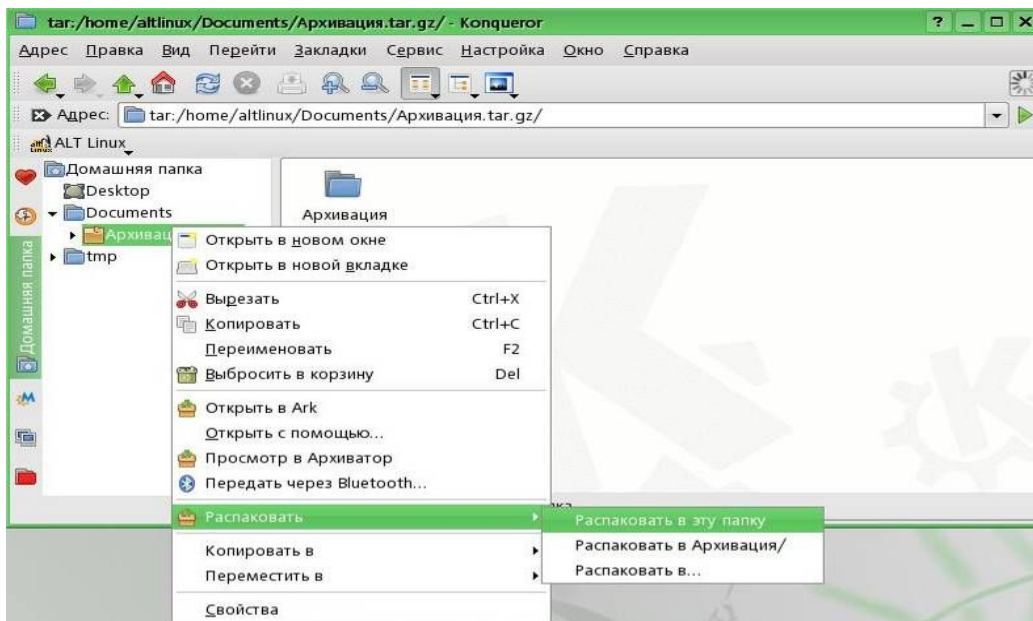 tar:/home/altlinux/Documents/Архивация.tar.gz/ - Konqueror
Адрес Правка Вид Перейти Закладки Сервис Настройка Окно Справка
Адрес: tar:/home/altlinux/Documents/Архивация.tar.gz/
ALT Linux
Домашняя папка
Desktop
Documents
tmp
Домашняя папка
Архивация
Открыть в новом окне
Открыть в новой вкладке
Вырезать Ctrl+X
Копировать Ctrl+C
Переименовать F2
Выбросить в корзину Del
Открыть в Ark
Открыть с помощью...
Просмотр в Архиватор
Передать через Bluetooth...
Распаковать
Распаковать в эту папку
Распаковать в Архивация/
Распаковать в...
Копировать в
Переместить в
Свойства